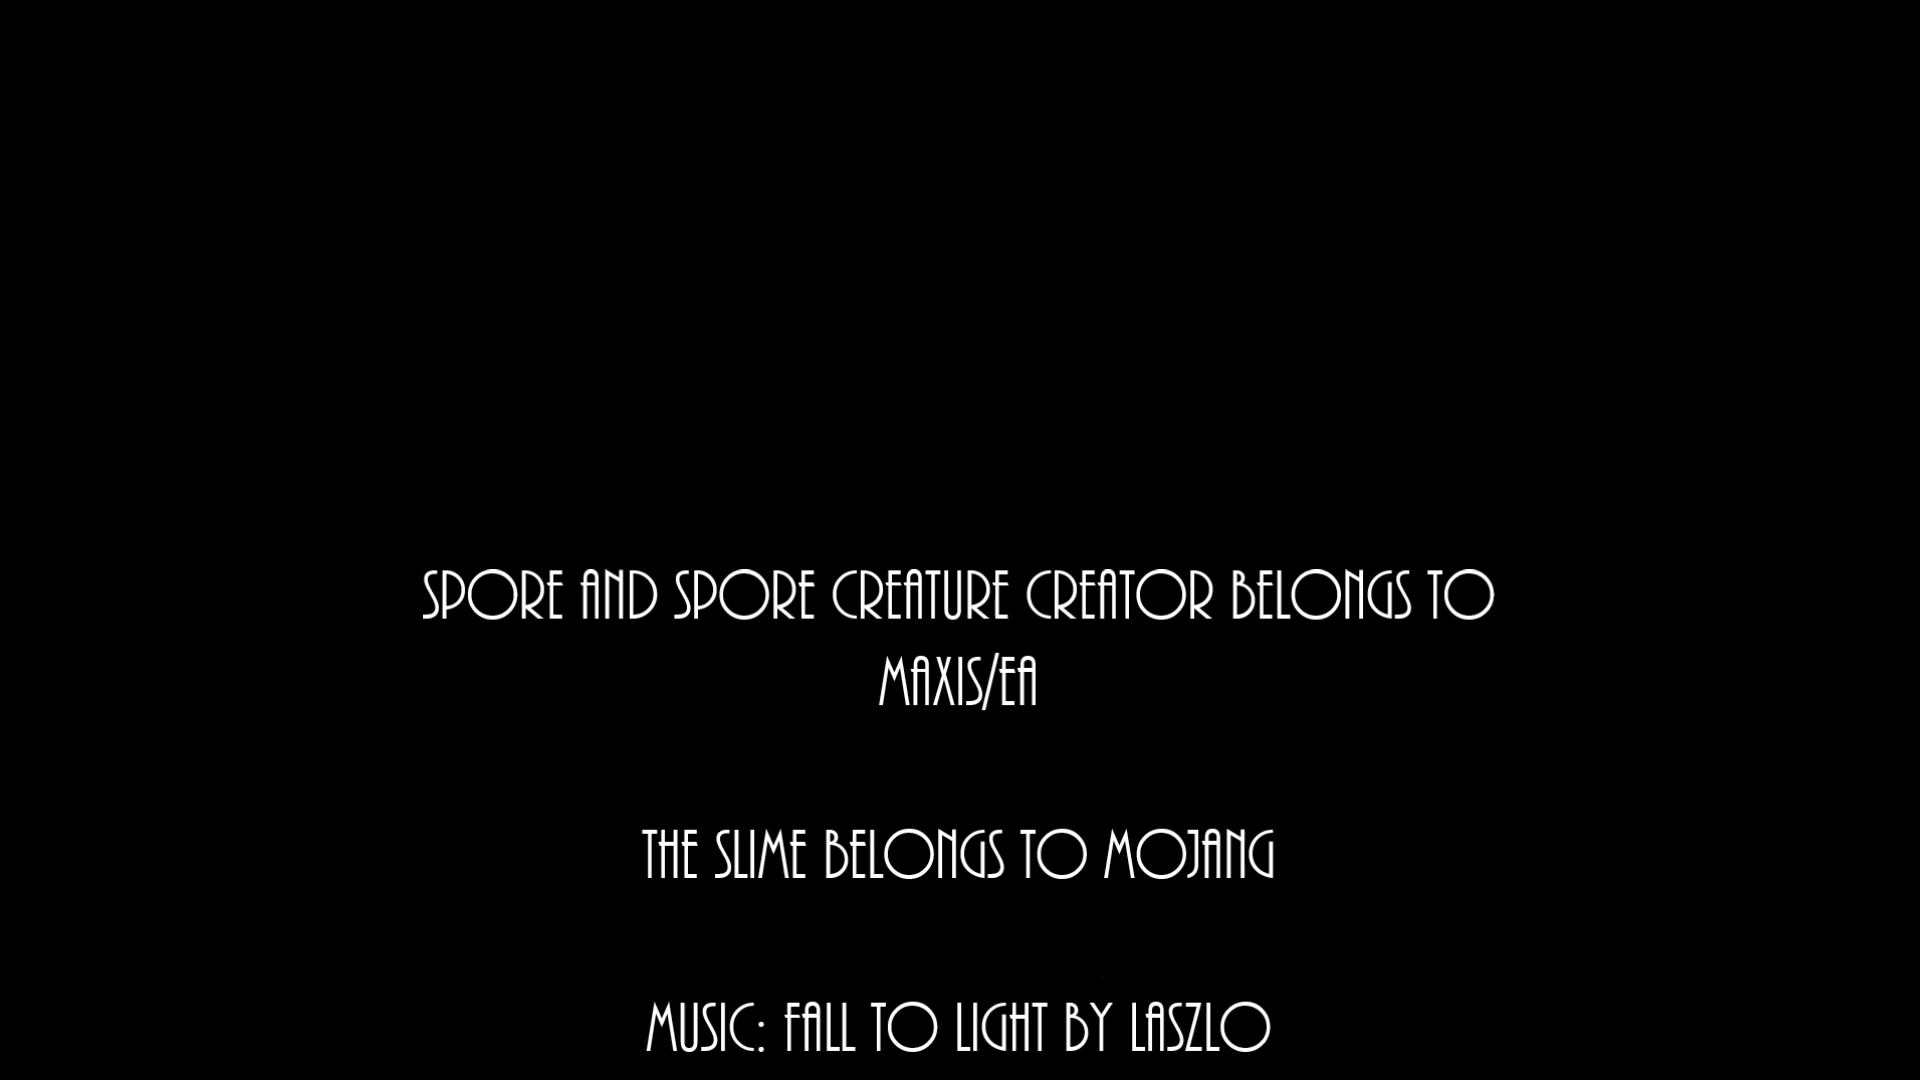 SPORE AND SPORE CREATURE CREATOR BELONGS TO
MAXIS/EA
THE SLIME BELONGS TO MOJANG
MUSIC: FALL TO LIGHT BY LASZLO